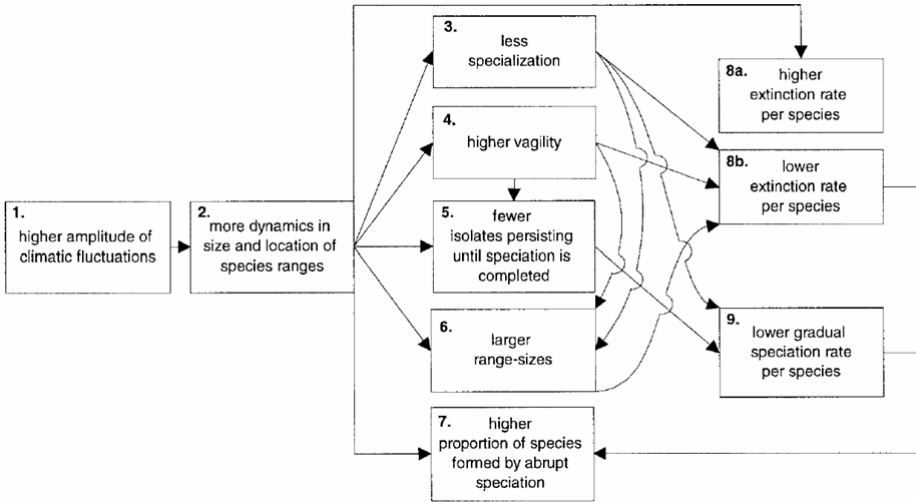 1.
higher amplitude of
climatic fluctuations
2.
more dynamics in
size and location of
species ranges
3.
less
specialization
4.
higher vagility
5.
fewer
isolates persisting
until speciation is
completed
6.
larger
range-sizes
7.
higher
proportion of species
formed by abrupt
speciation
8a.
higher
extinction rate
per species
8b.
lower
extinction rate
per species
9.
lower gradual
speciation rate
per species